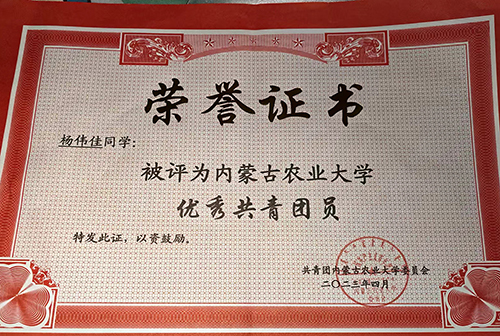 荣誉证书
杨伟佳同学:
被评为内蒙古农业大学
优秀共青团员
特发此证，以资鼓励。
共青团内蒙古农业大学委员会
二〇二三年四月